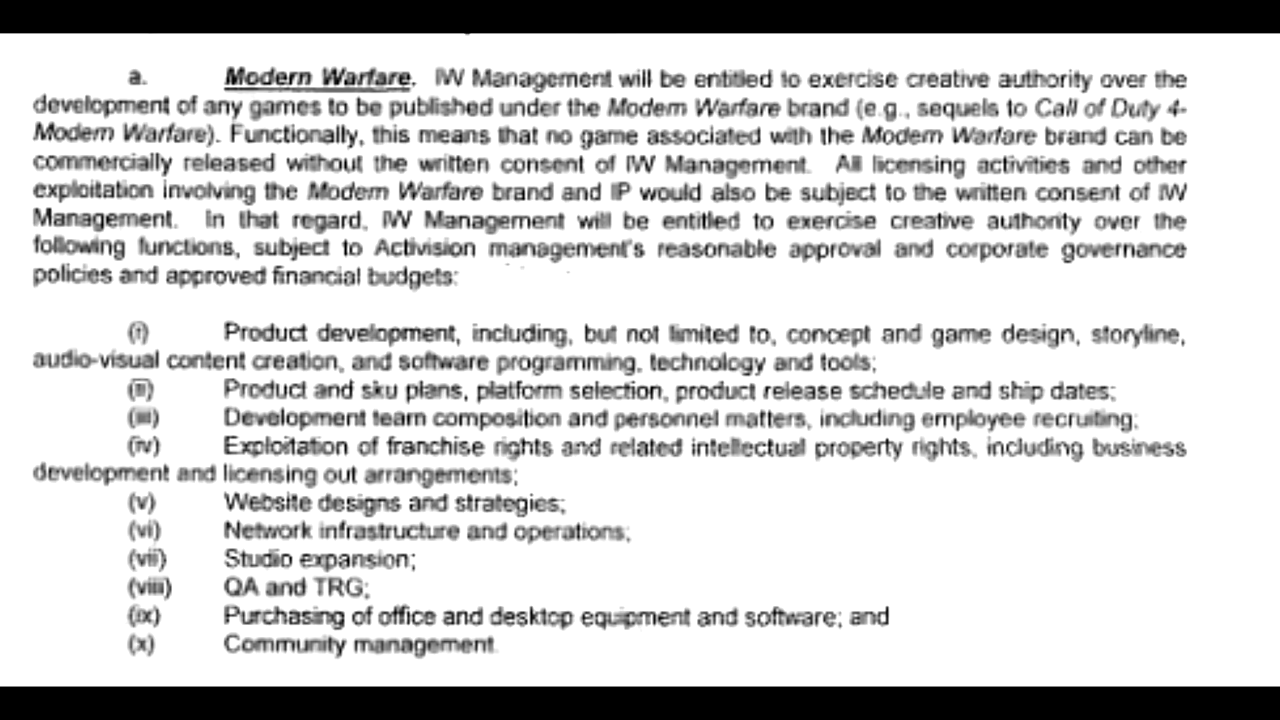 a. Modern Warfare. IW Management will be entitled to exercise creative authority over the
development of any games to be published under the Modern Warfare brand (e.g., sequels to Call of Duty 4-
Modern Warfare). Functionally, this means that no game associated with the Modern Warfare brand can be
commercially released without the written consent of IW Management. All licensing activities and other
exploitation involving the Modern Warfare brand and IP would also be subject to the written consent of IW
Management. In that regard, IW Management will be entitled to exercise creative authority over the
following functions, subject to Activision management's reasonable approval and corporate governance
policies and approved financial budgets:
(i) Product development, including, but not limited to, concept and game design, storyline,
audio-visual content creation, and software programming, technology and tools;
(ii) Product and sku plans, platform selection, product release schedule and ship dates;
(iii) Development team composition and personnel matters, including employee recruiting;
(iv) Exploitation of franchise rights and related intellectual property rights, including business
development and licensing out arrangements;
(v) Website designs and strategies;
(vi) Network infrastructure and operations;
(vii) Studio expansion;
(viii) QA and TRG;
(ix) Purchasing of office and desktop equipment and software; and
(x) Community management.